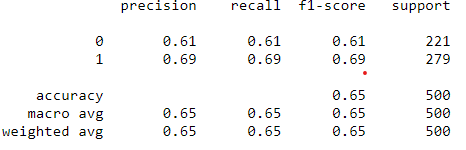 precision recall f1-score support
0 0.61 0.61 0.61 221
1 0.69 0.69 0.69 279
accuracy 0.65 500
macro avg 0.65 0.65 0.65 500
weighted avg 0.65 0.65 0.65 500